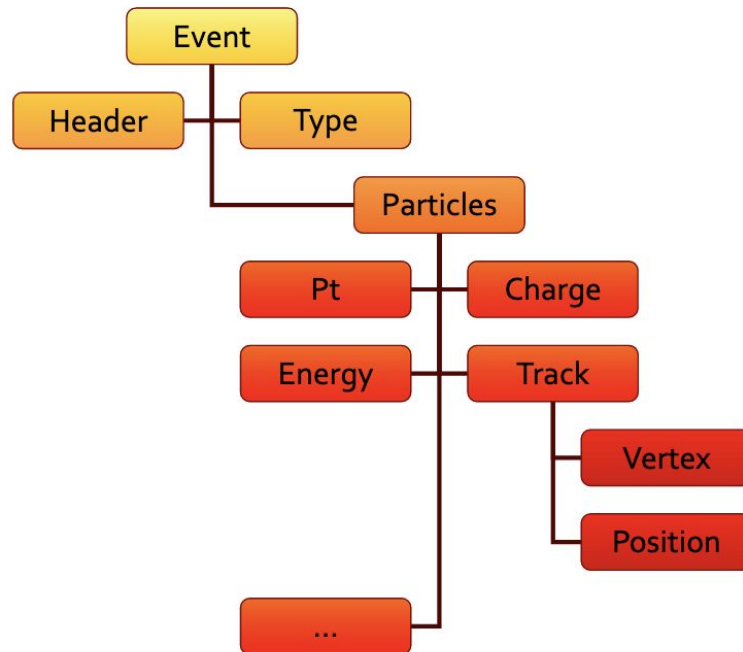 Event
Header
Type
Particles
Pt
Charge
Energy
Track
Vertex
Position
...